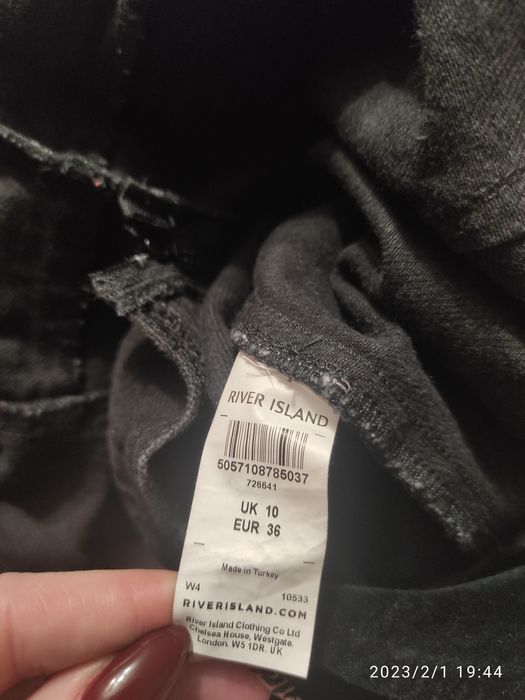 RIVER ISLAND
5057108785037
726641
UK 10
EUR 36
Made in Turkey
W4 10533
RIVERISLAND.COM
River Island Clothing Co Ltd
Chelsea House, Westgate,
London. W5 1DR. UK
2023/2/1 19:44